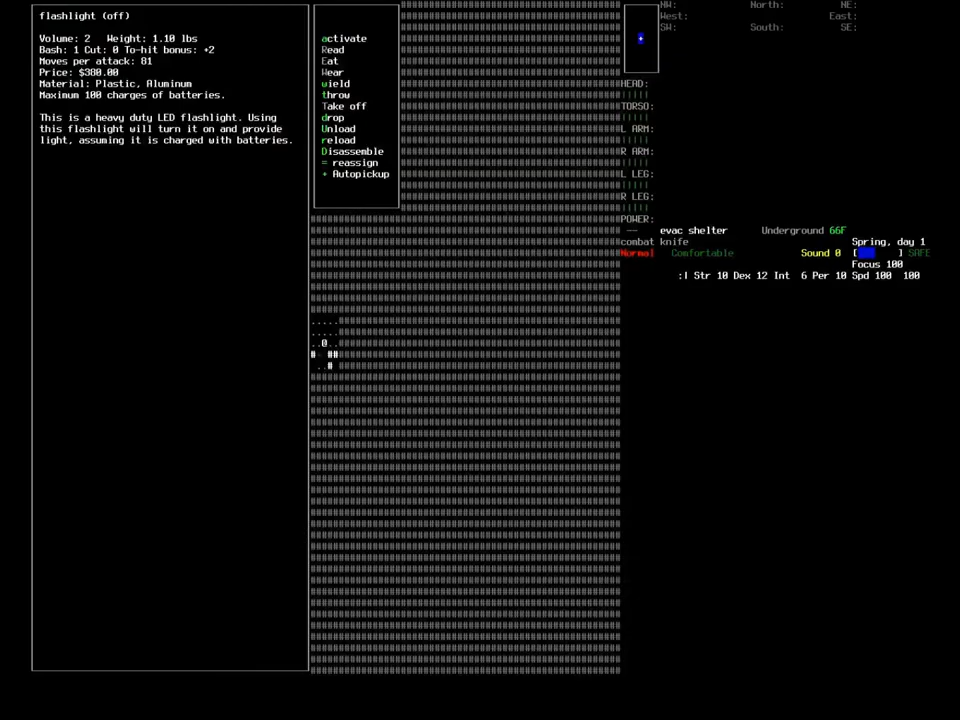 flashlight (off)
Volume: 2 Weight: 1.10 lbs
Bash: 1 Cut: 0 To-hit bonus: +2
Moves per attack: 81
Price: $380.00
Material: Plastic, Aluminum
Maximum 100 charges of batteries.
This is a heavy duty LED flashlight. Using
this flashlight will turn it on and provide
light, assuming it is charged with batteries.
activate
Read
Eat
Wear
wield
throw
Take off
drop
Unload
reload
Disassemble
= reassign
+ Autopickup
NW: North: NE:
West: East:
SW: South: SE:
HEAD:
TORSO:
L ARM:
R ARM:
L LEG:
R LEG:
POWER:
-- evac shelter Underground 66F
combat knife Spring, day 1
Normal Comfortable Sound 0 [ ] SAFE
Focus 100
:| Str 10 Dex 12 Int 6 Per 10 Spd 100 100